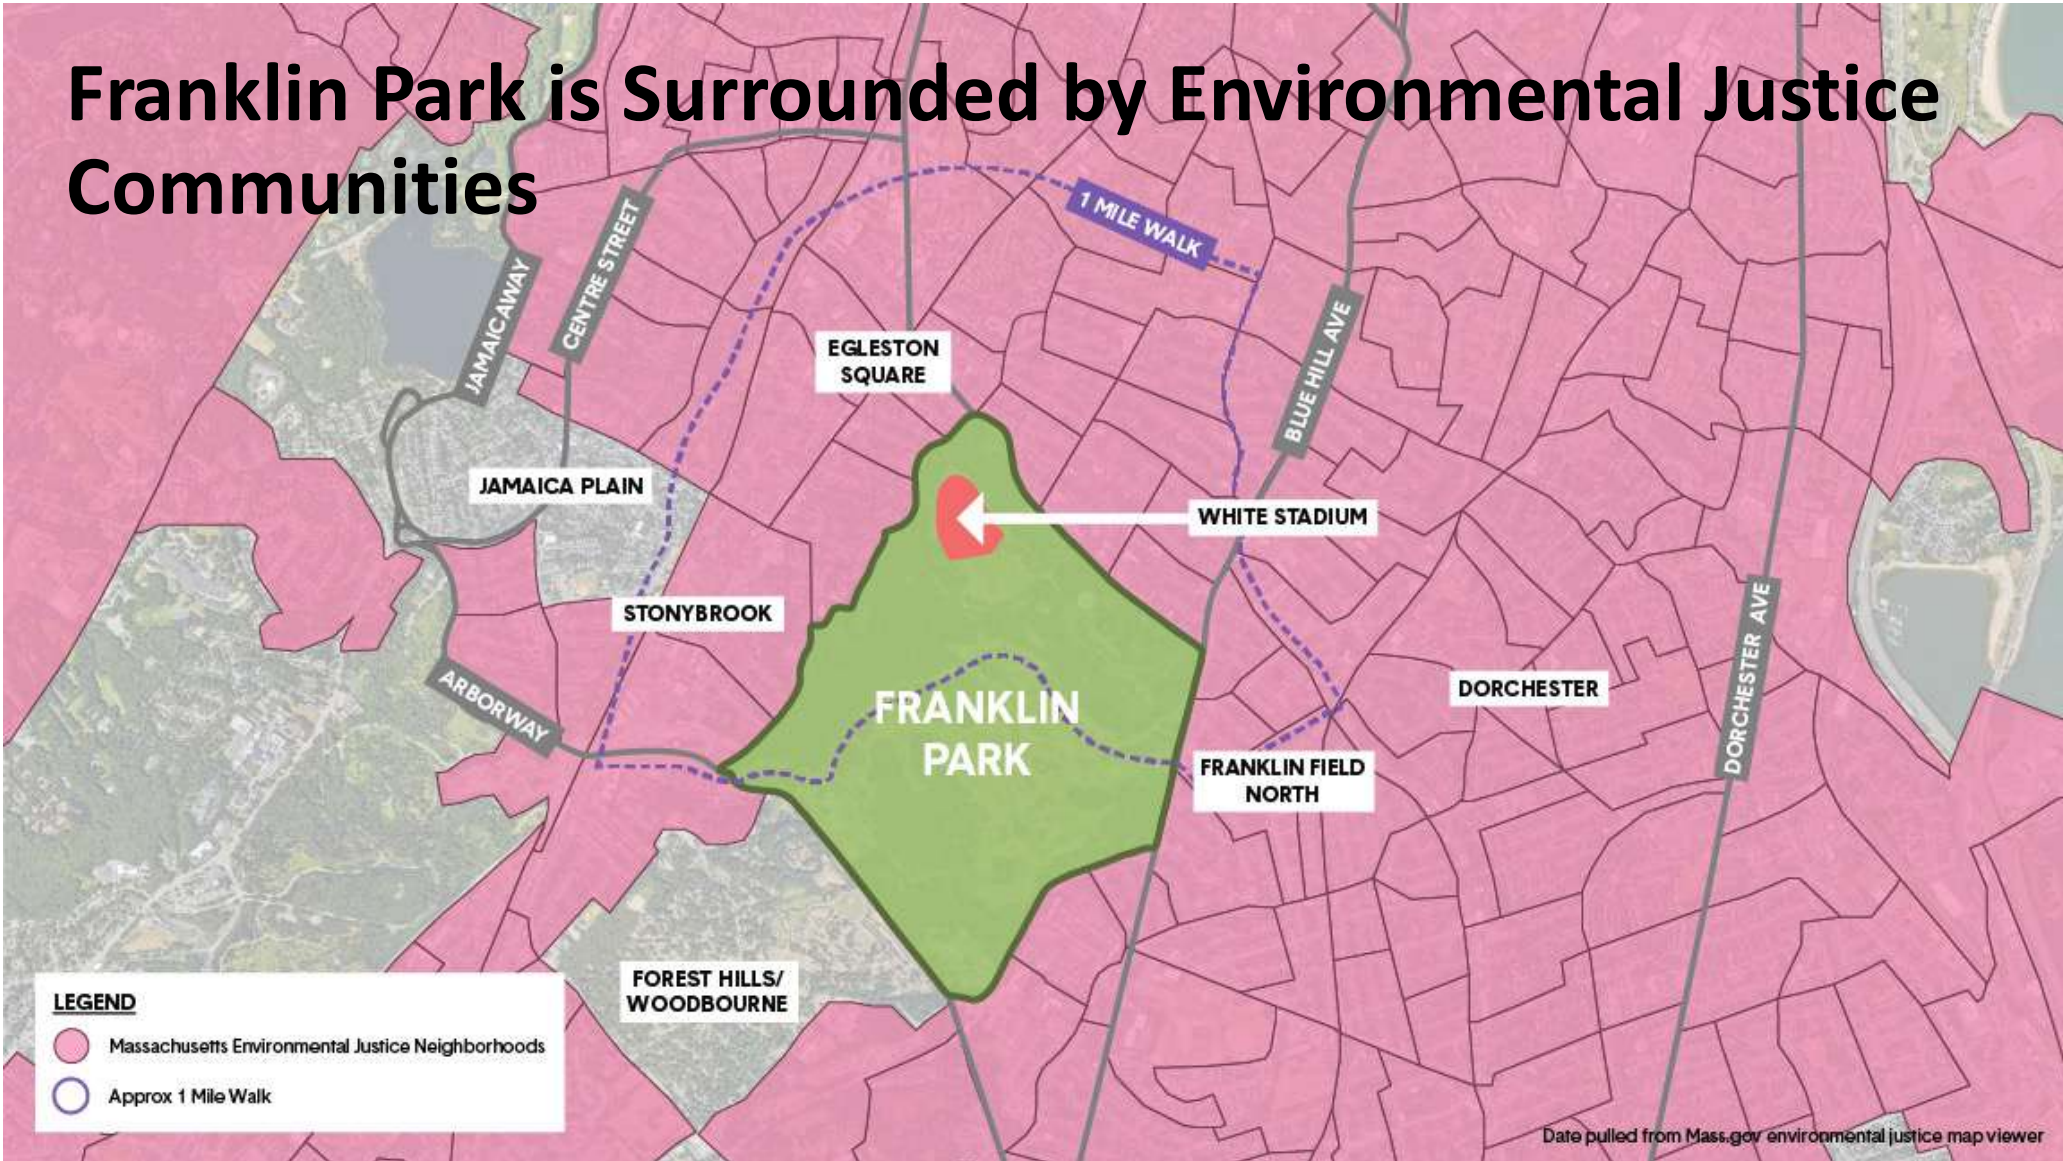 Franklin Park is Surrounded by Environmental Justice
Communities
1 MILE WALK
CENTRE STREET
JAMAICAWAY
BLUE HILL AVE
EGLESTON
SQUARE
JAMAICA PLAIN
WHITE STADIUM
STONYBROOK
ARBORWAY
FRANKLIN
PARK
DORCHESTER
DORCHESTER AVE
FRANKLIN FIELD
NORTH
FOREST HILLS/
WOODBOURNE
LEGEND
Massachusetts Environmental Justice Neighborhoods
Approx 1 Mile Walk
Date pulled from Mass.gov environmental justice map viewer